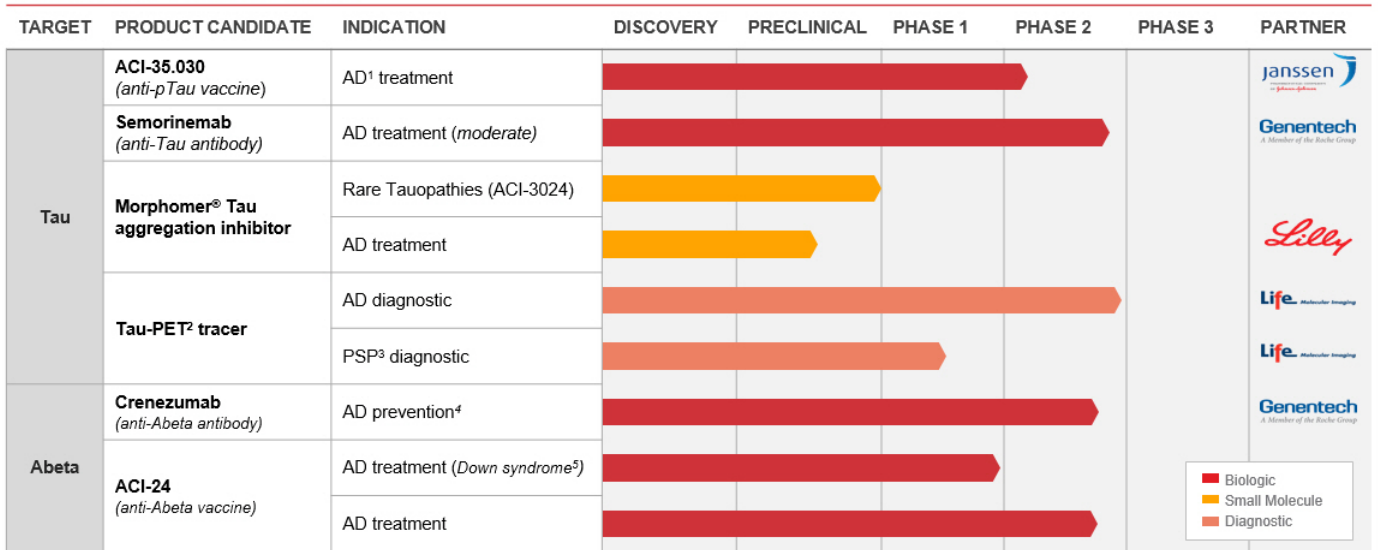 TARGET PRODUCT CANDIDATE INDICATION DISCOVERY PRECLINICAL PHASE 1 PHASE 2 PHASE 3 PARTNER
Tau
ACI-35.030
(anti-pTau vaccine)
AD¹ treatment
janssen
Semorinemab
(anti-Tau antibody)
AD treatment (moderate)
Genentech
A Member of the Roche Group
Morphomer® Tau
aggregation inhibitor
Rare Tauopathies (ACI-3024)
AD treatment
Lilly
Tau-PET² tracer
AD diagnostic
Life Molecular Imaging
PSP³ diagnostic
Life Molecular Imaging
Abeta
Crenezumab
(anti-Abeta antibody)
AD prevention⁴
Genentech
A Member of the Roche Group
ACI-24
(anti-Abeta vaccine)
AD treatment (Down syndrome⁵)
AD treatment
Biologic
Small Molecule
Diagnostic